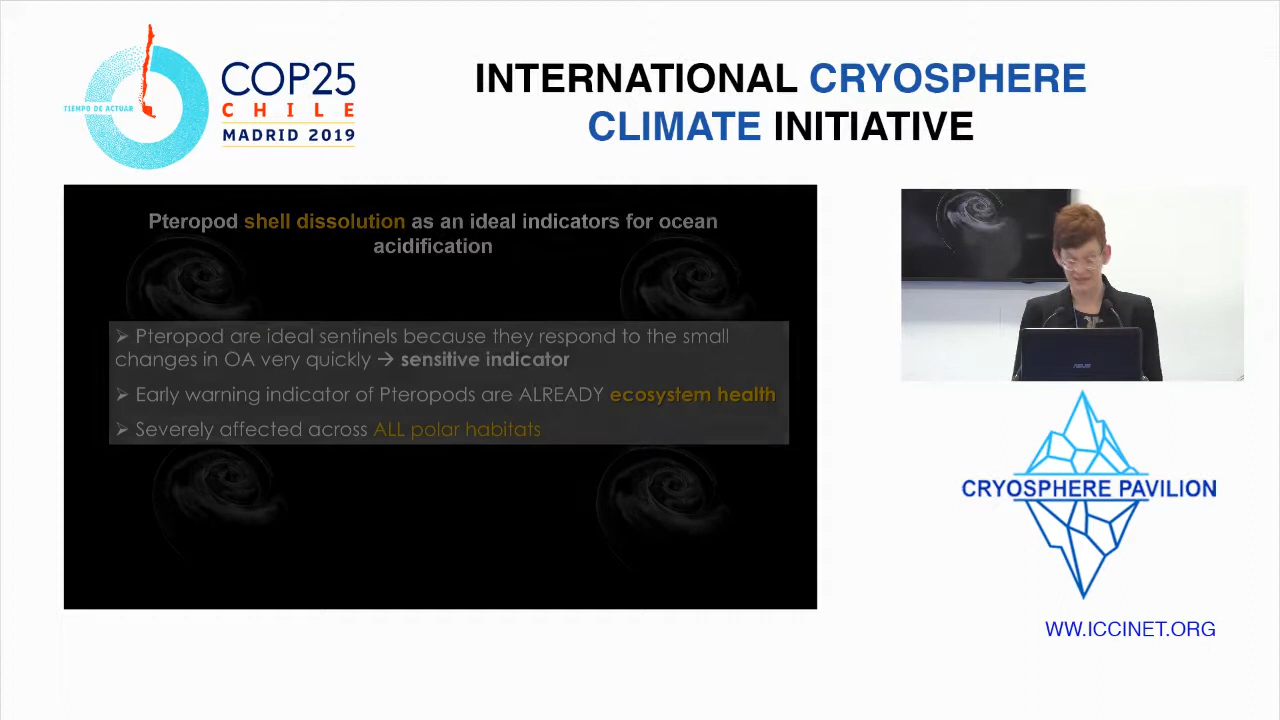 TIEMPO DE ACTUAR
COP25
CHILE
MADRID 2019
INTERNATIONAL CRYOSPHERE
CLIMATE INITIATIVE
Pteropod shell dissolution as an ideal indicators for ocean
acidification
➢ Pteropod are ideal sentinels because they respond to the small
changes in OA very quickly → sensitive indicator
➢ Early warning indicator of Pteropods are ALREADY ecosystem health
➢ Severely affected across ALL polar habitats
ASUS
CRYOSPHERE PAVILION
WW.ICCINET.ORG